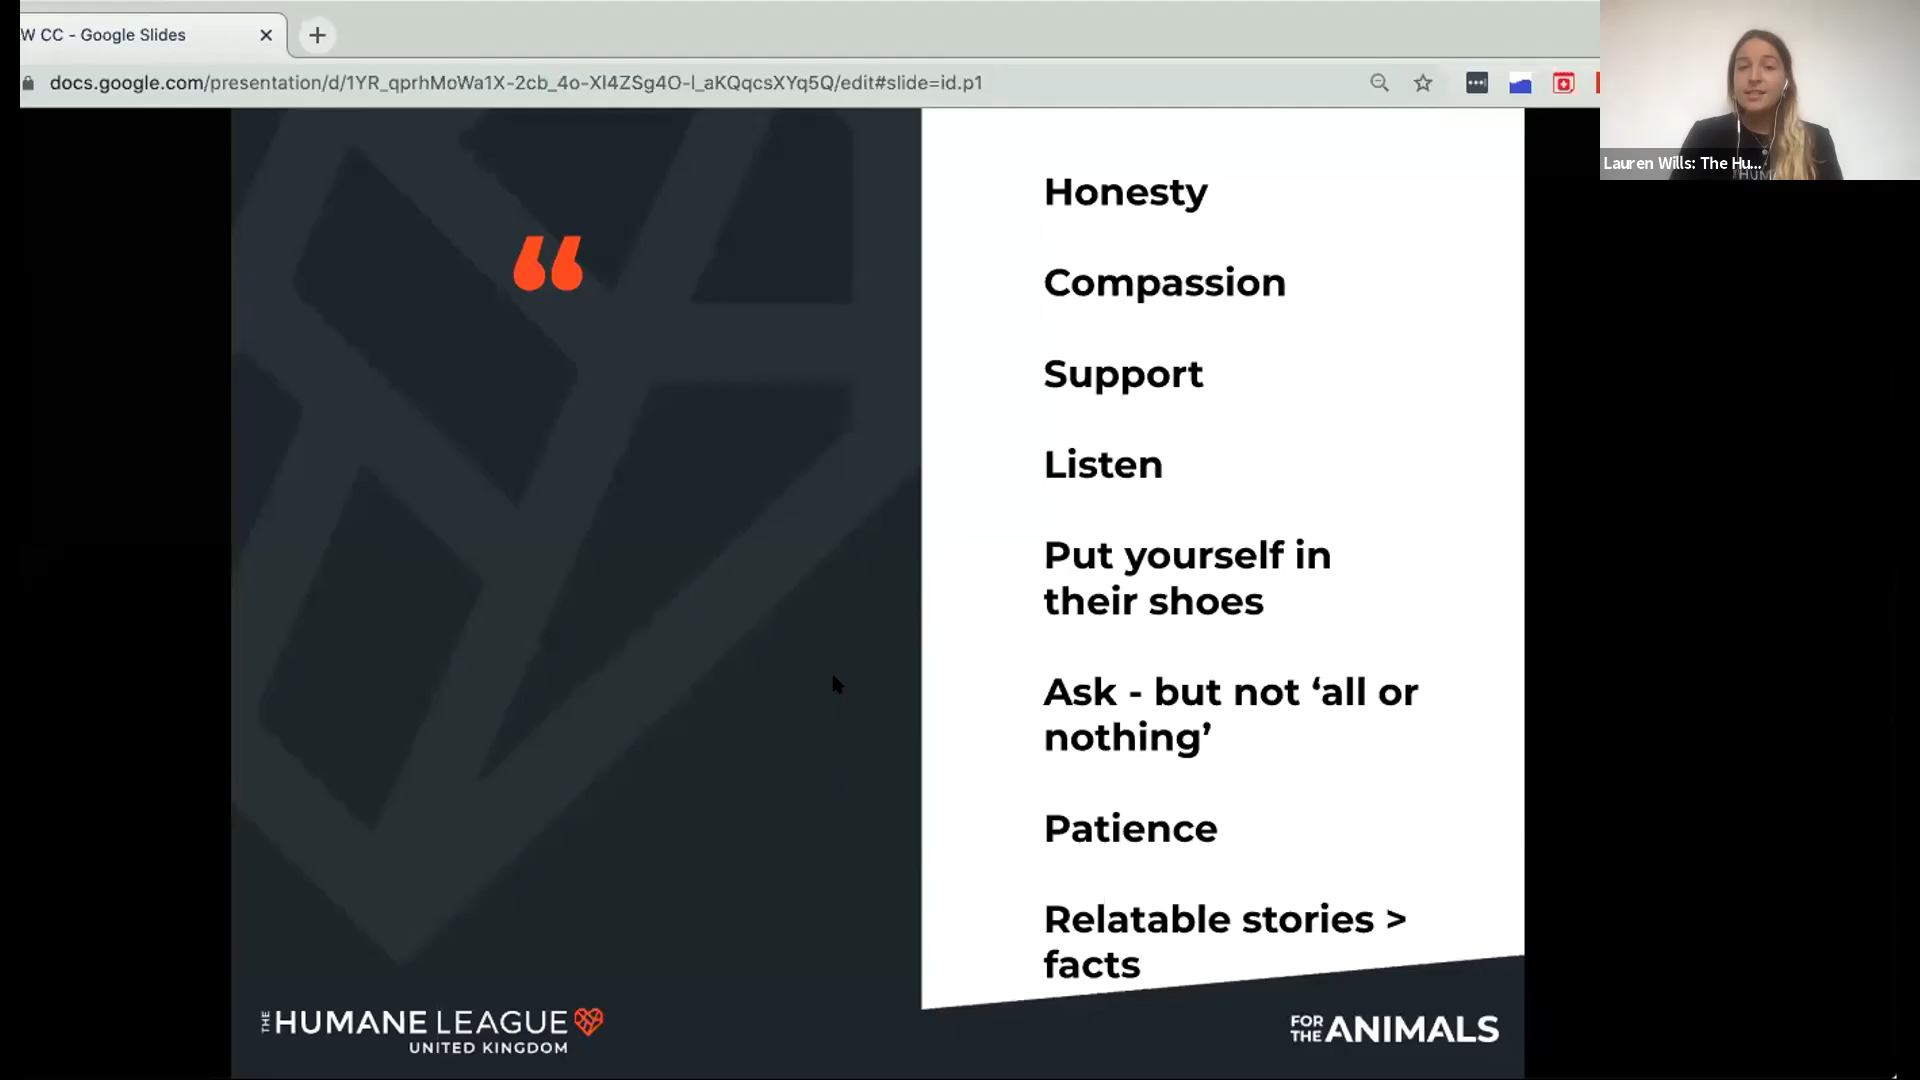 W CC - Google Slides
docs.google.com/presentation/d/1YR_qprhMoWa1X-2cb_4o-Xl4ZSg4O-l_aKQqcsXYq5Q/edit#slide=id.p1
Lauren Wills: The Hu...
HUM
“
Honesty
Compassion
Support
Listen
Put yourself in
their shoes
Ask - but not ‘all or
nothing’
Patience
Relatable stories >
facts
THE HUMANE LEAGUE
UNITED KINGDOM
FOR THE ANIMALS